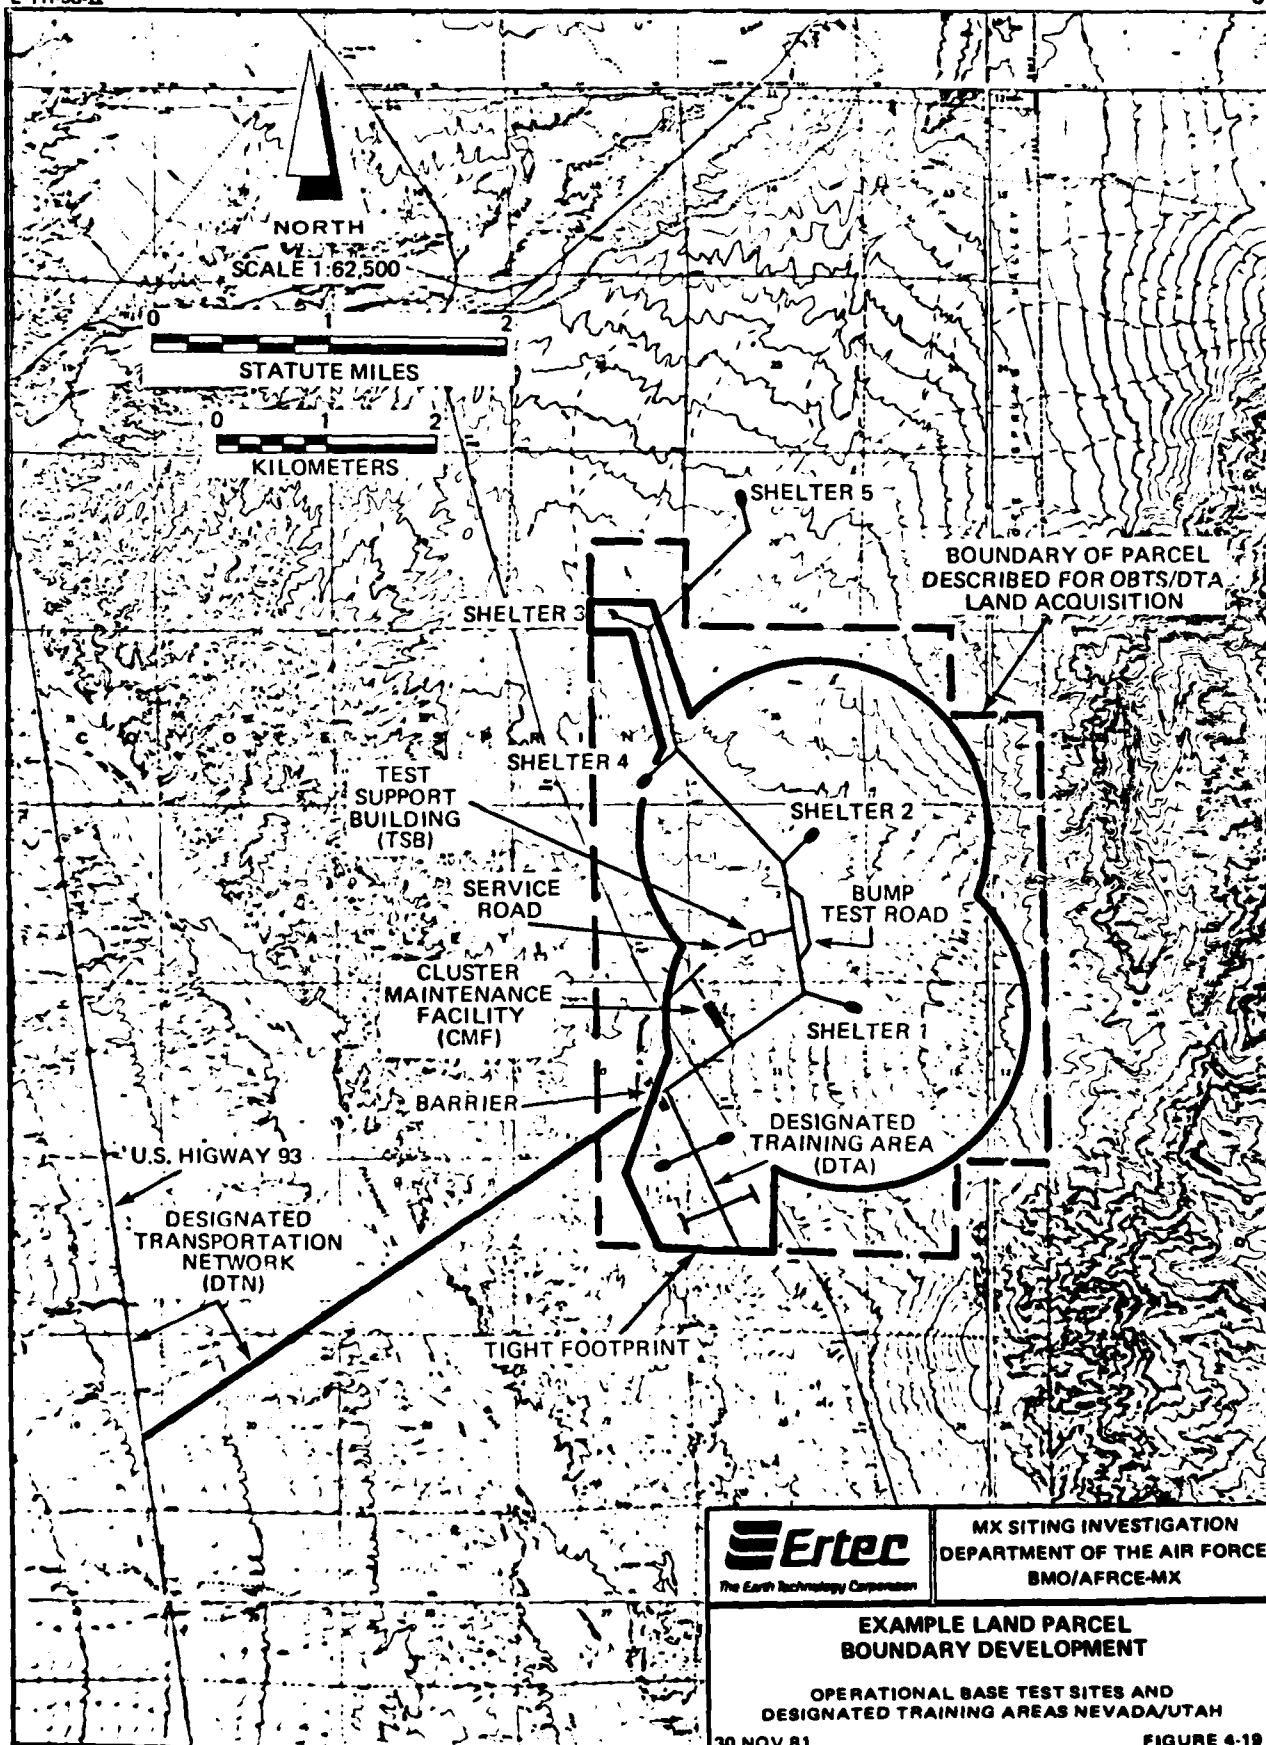 NORTH
SCALE 1:62,500
0 1 2
STATUTE MILES
0 1 2
KILOMETERS
SHELTER 5
BOUNDARY OF PARCEL
DESCRIBED FOR OBTS/DTA
LAND ACQUISITION
SHELTER 3
SHELTER 4
TEST
SUPPORT
BUILDING
(TSB)
SHELTER 2
SERVICE
ROAD
BUMP
TEST ROAD
CLUSTER
MAINTENANCE
FACILITY
(CMF)
SHELTER 1
BARRIER
DESIGNATED
TRAINING AREA
(DTA)
U.S. HIGWAY 93
DESIGNATED
TRANSPORTATION
NETWORK
(DTN)
TIGHT FOOTPRINT
Ertec
The Earth Technology Corporation
MX SITING INVESTIGATION
DEPARTMENT OF THE AIR FORCE
BMO/AFRCE-MX
EXAMPLE LAND PARCEL
BOUNDARY DEVELOPMENT
OPERATIONAL BASE TEST SITES AND
DESIGNATED TRAINING AREAS NEVADA/UTAH
30 NOV 81
FIGURE 4-19